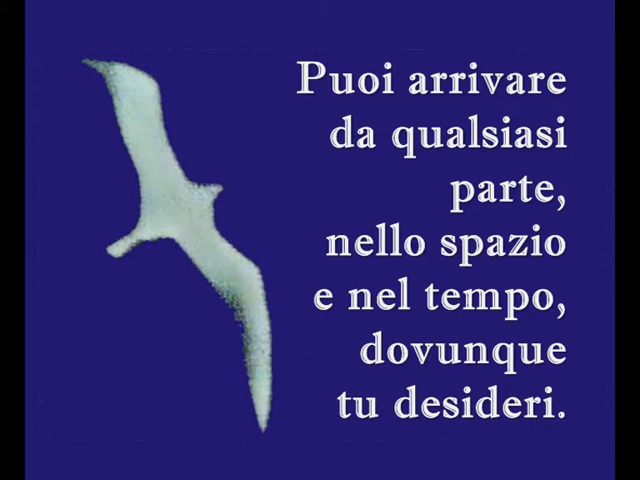 Puoi arrivare
da qualsiasi
parte,
nello spazio
e nel tempo,
dovunque
tu desideri.